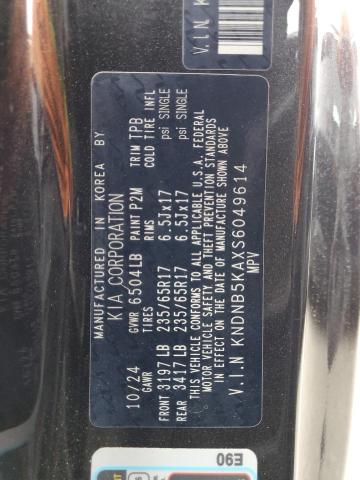 MANUFACTURED IN KOREA BY
KIA CORPORATION
10/24 GVWR 6504LB PAINT P2M TRIM TPB
GAWR RIMS COLD TIRE INFL
FRONT 3197LB 235/65R17 6.5Jx17 psi SINGLE
REAR 3417LB 235/65R17 6.5Jx17 psi SINGLE
THIS VEHICLE CONFORMS TO ALL APPLICABLE U.S.A. FEDERAL
MOTOR VEHICLE SAFETY AND THEFT PREVENTION STANDARDS
IN EFFECT ON THE DATE OF MANUFACTURE SHOWN ABOVE
V.I.N KNDNB5KAXS6049614
MPV
V.I.N K
E90